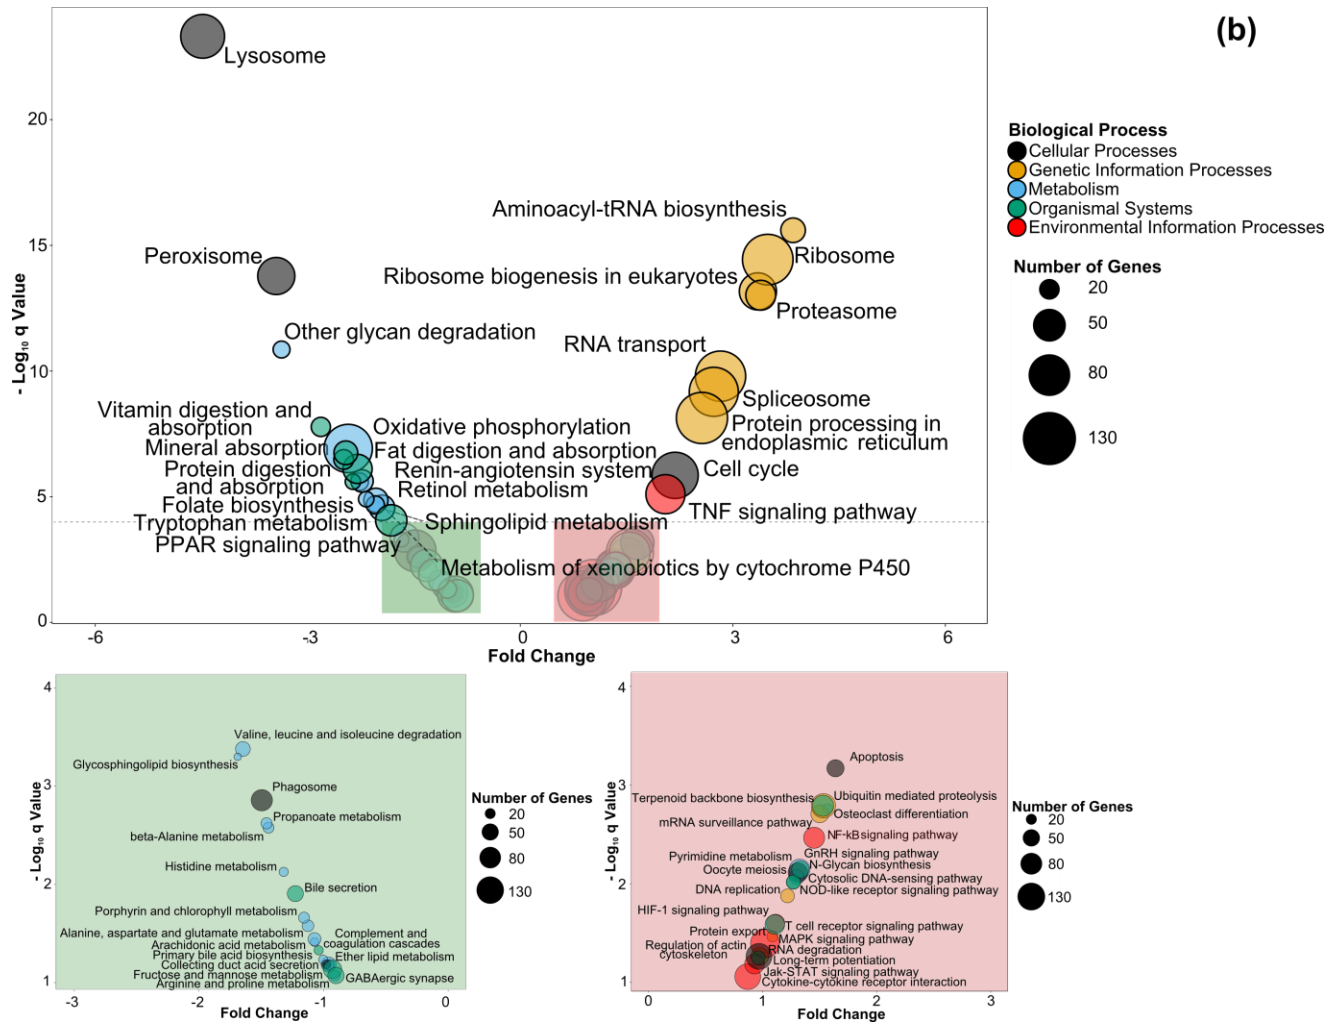 (b)
Lysosome
20
15
10
5
0
- Log₁₀ q Value
Aminoacyl-tRNA biosynthesis
Peroxisome
Ribosome
Ribosome biogenesis in eukaryotes
Proteasome
Other glycan degradation
RNA transport
Spliceosome
Vitamin digestion and
absorption
Oxidative phosphorylation
Protein processing in
endoplasmic reticulum
Mineral absorption
Fat digestion and absorption
Protein digestion
and absorption
Renin-angiotensin system
Cell cycle
Retinol metabolism
Folate biosynthesis
TNF signaling pathway
Tryptophan metabolism
Sphingolipid metabolism
PPAR signaling pathway
Metabolism of xenobiotics by cytochrome P450
-6
-3
0
3
6
Fold Change
Biological Process
Cellular Processes
Genetic Information Processes
Metabolism
Organismal Systems
Environmental Information Processes
Number of Genes
20
50
80
130
4
3
2
1
- Log₁₀ q Value
Valine, leucine and isoleucine degradation
Glycosphingolipid biosynthesis
Phagosome
Propanoate metabolism
beta-Alanine metabolism
Histidine metabolism
Bile secretion
Porphyrin and chlorophyll metabolism
Alanine, aspartate and glutamate metabolism
Complement and
coagulation cascades
Arachidonic acid metabolism
Primary bile acid biosynthesis
Ether lipid metabolism
Collecting duct acid secretion
Fructose and mannose metabolism
GABAergic synapse
Arginine and proline metabolism
-3
-2
-1
0
Fold Change
Number of Genes
20
50
80
130
4
3
2
1
- Log₁₀ q Value
Apoptosis
Terpenoid backbone biosynthesis
Ubiquitin mediated proteolysis
Osteoclast differentiation
mRNA surveillance pathway
NF-kB signaling pathway
GnRH signaling pathway
Pyrimidine metabolism
N-Glycan biosynthesis
Oocyte meiosis
Cytosolic DNA-sensing pathway
DNA replication
NOD-like receptor signaling pathway
HIF-1 signaling pathway
T cell receptor signaling pathway
Protein export
MAPK signaling pathway
Regulation of actin
cytoskeleton
RNA degradation
Long-term potentiation
Jak-STAT signaling pathway
Cytokine-cytokine receptor interaction
0
1
2
3
Fold Change
Number of Genes
20
50
80
130